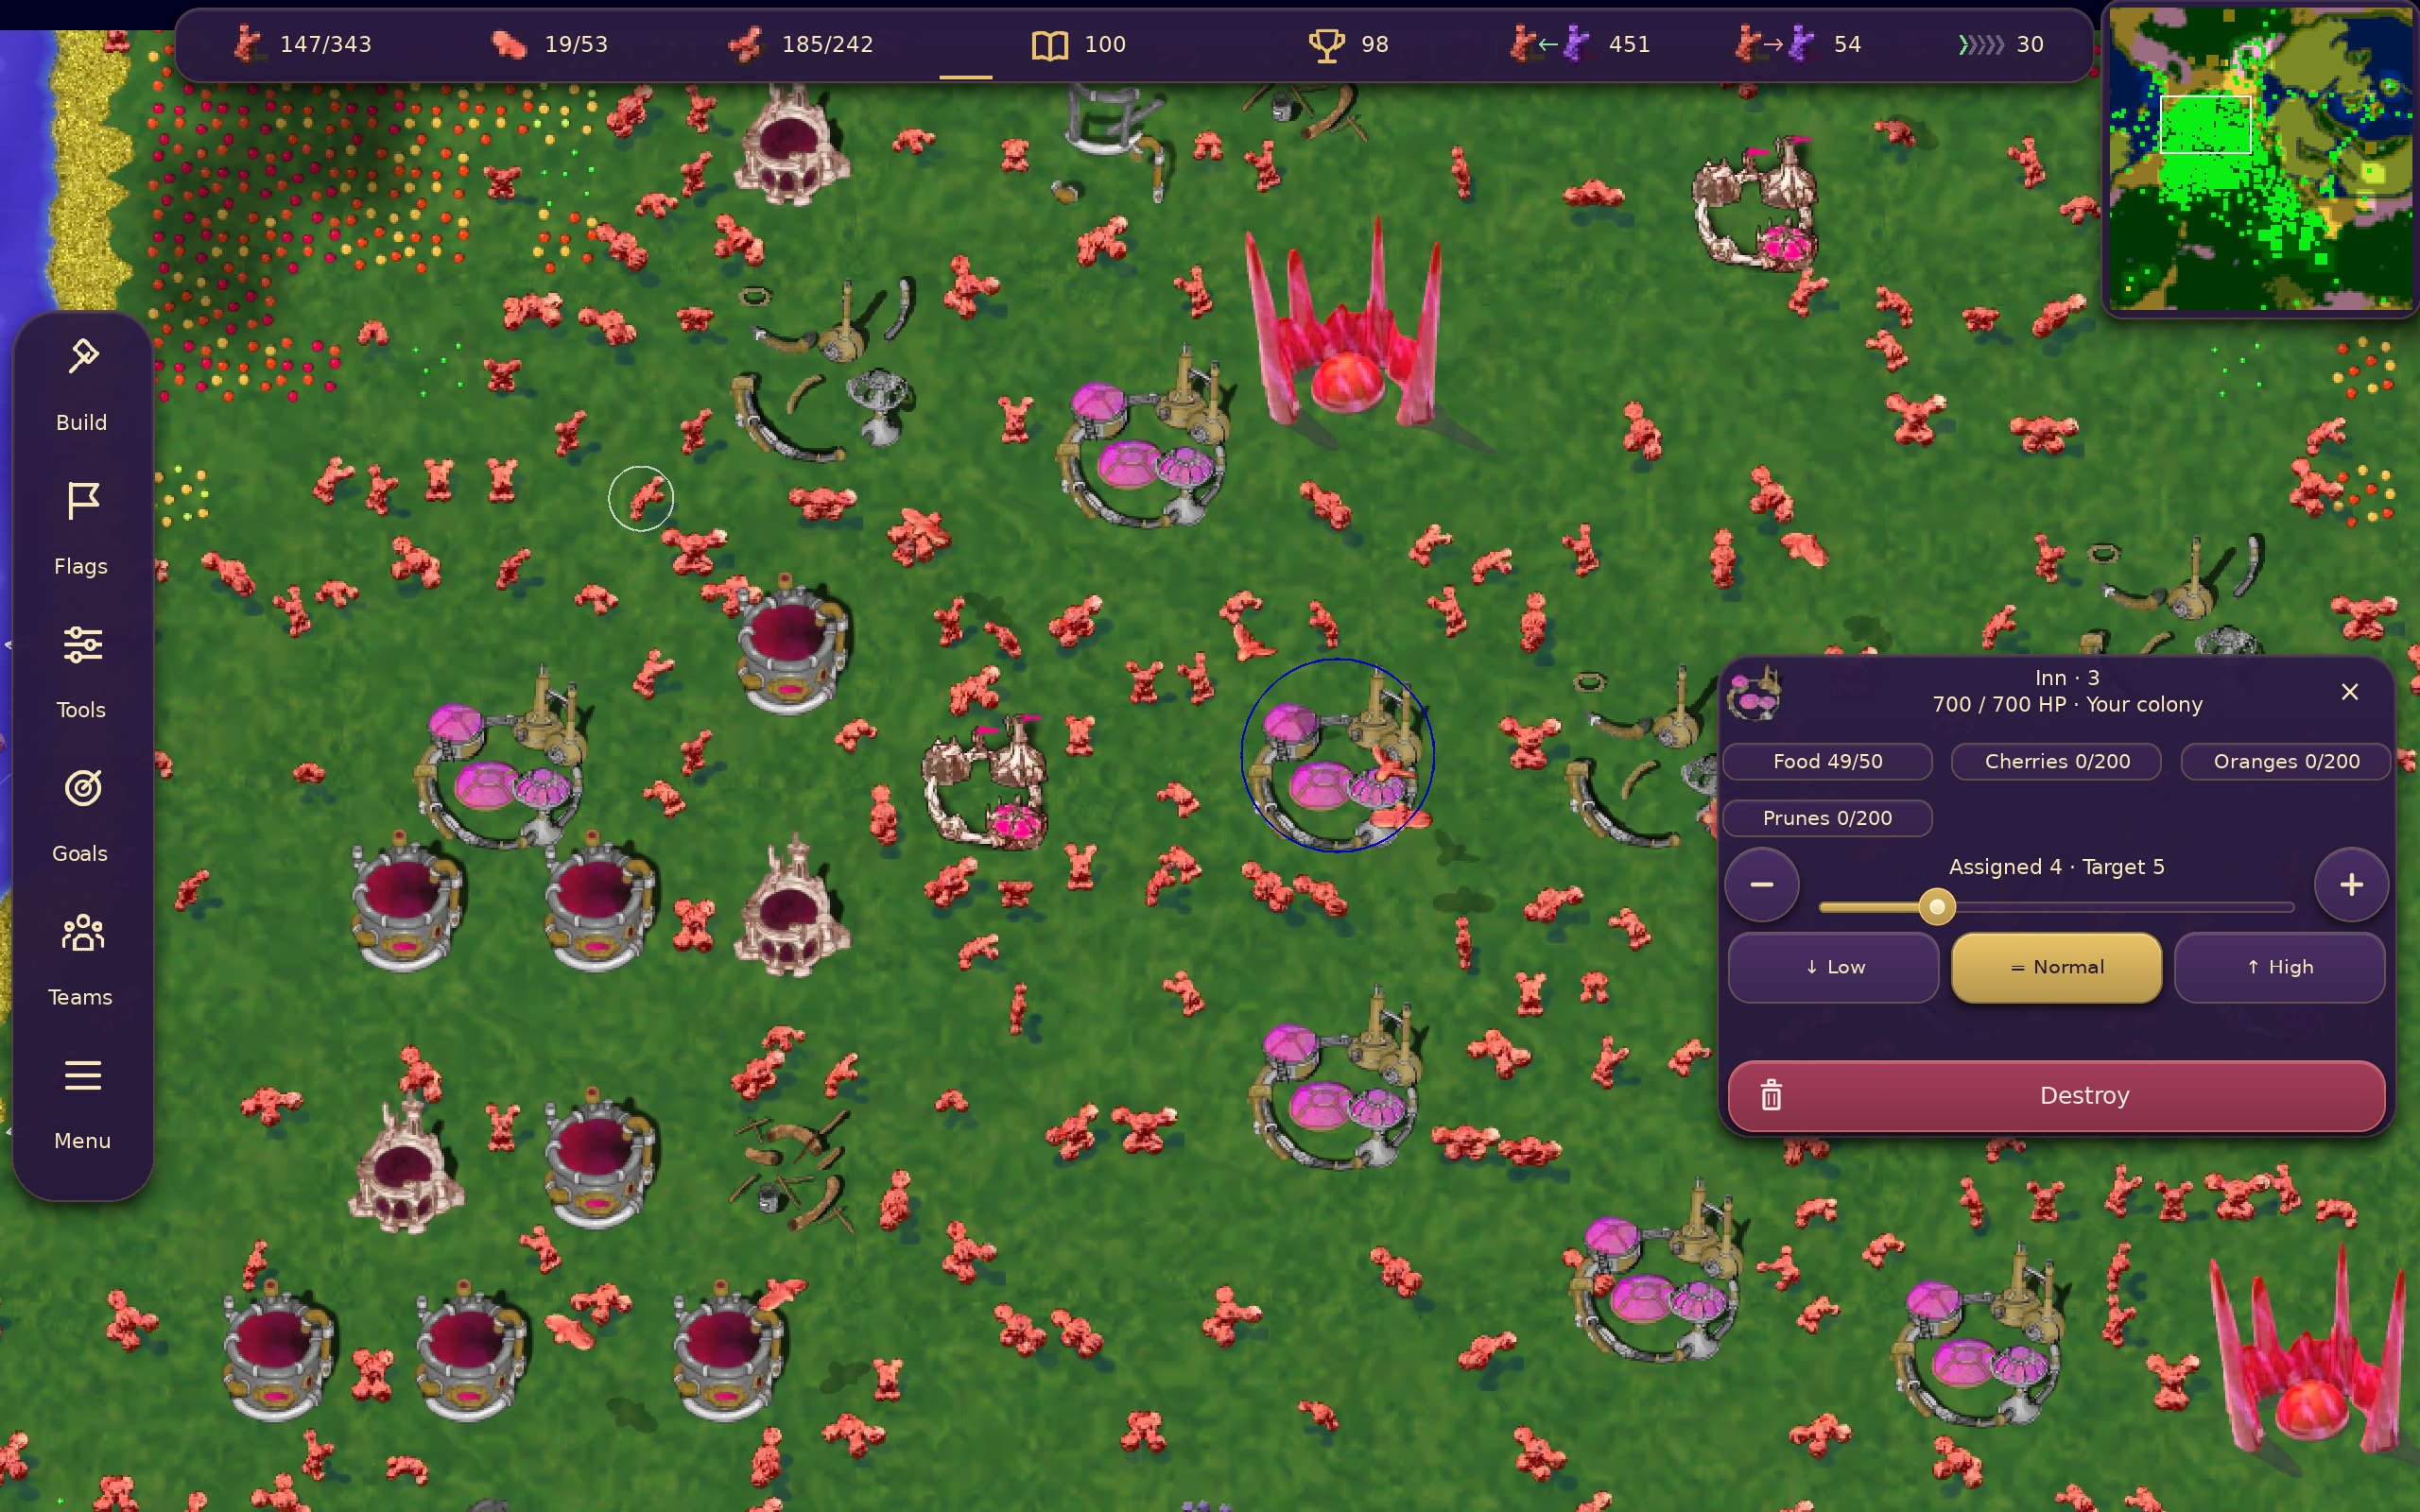 147/343 19/53 185/242 100 98 451 54 30
Build
Flags
Tools
Goals
Teams
Menu
Inn · 3
700 / 700 HP · Your colony
Food 49/50 Cherries 0/200 Oranges 0/200
Prunes 0/200
Assigned 4 · Target 5
↓ Low = Normal ↑ High
Destroy